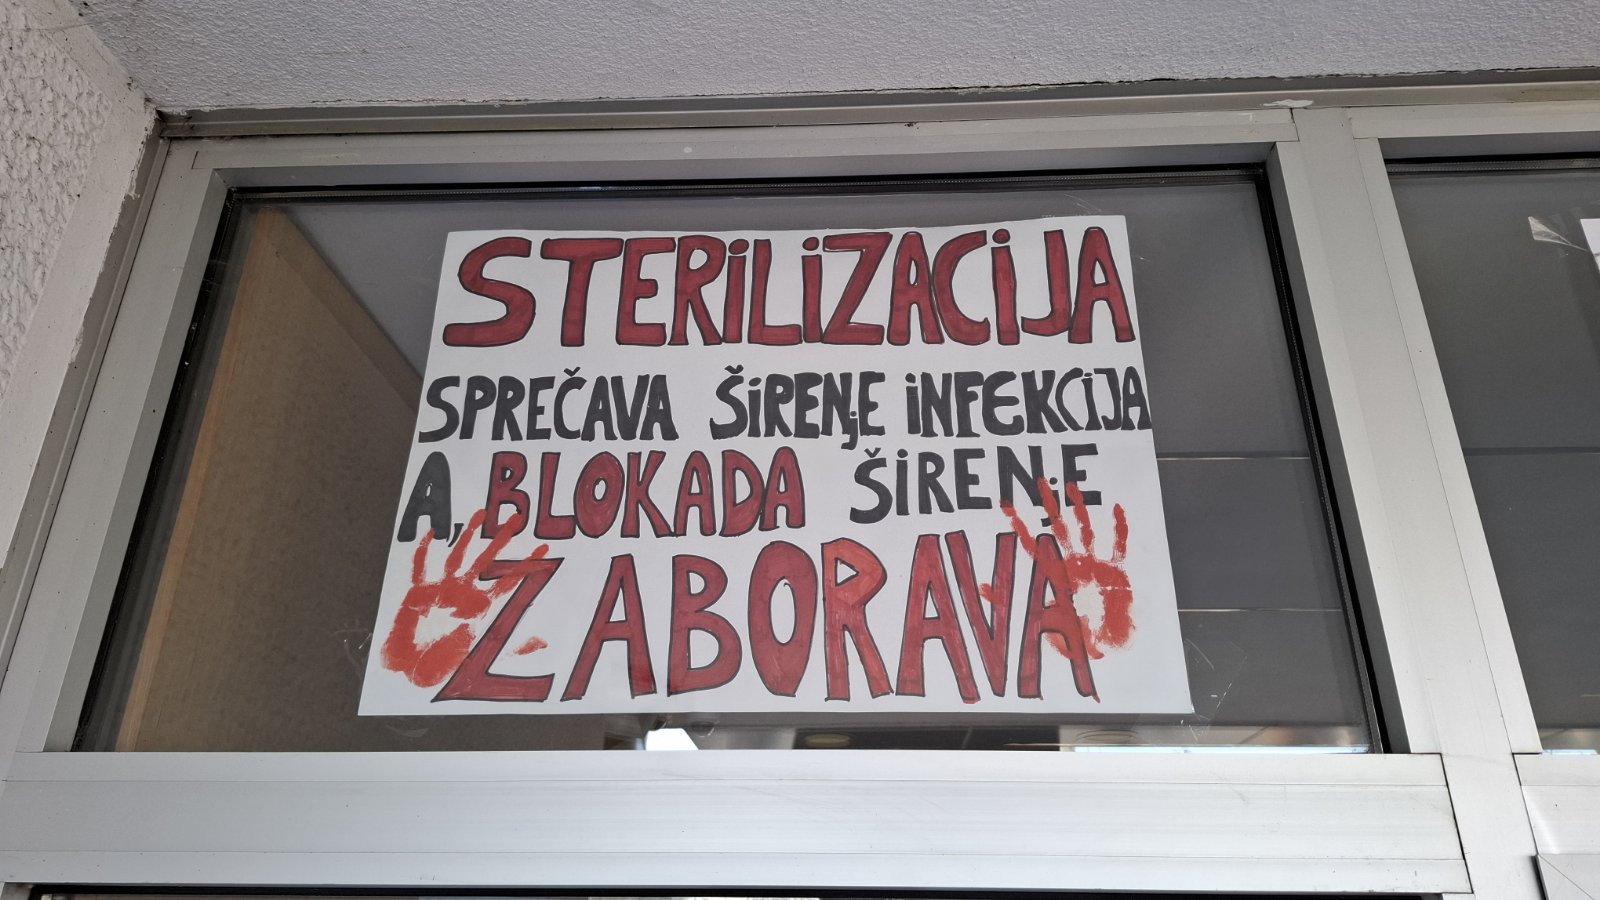 STERiLiZACiJA
SPREČAVA ŠiRENjE iNFEKCiJA
A, BLOKADA ŠiRENjE
ZABORAVA